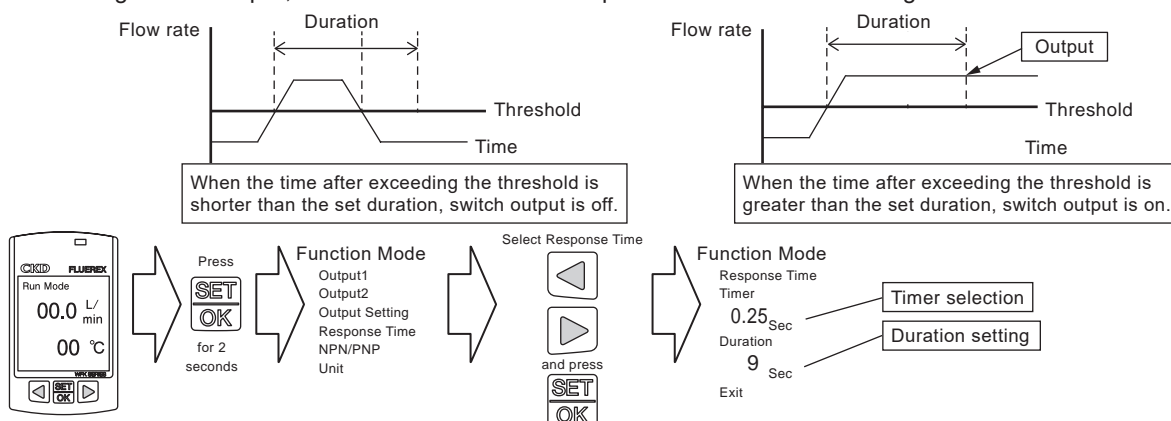 Flow rate
Duration
Threshold
Time
When the time after exceeding the threshold is
shorter than the set duration, switch output is off.
Flow rate
Duration
Output
Threshold
Time
When the time after exceeding the threshold is
greater than the set duration, switch output is on.
CKD FLUEREX
Run Mode
00.0 L/min
00 ℃
WFK SERIES
SET
OK
Press
SET
OK
for 2
seconds
Function Mode
Output1
Output2
Output Setting
Response Time
NPN/PNP
Unit
Select Response Time
and press
SET
OK
Function Mode
Response Time
Timer
0.25 Sec
Duration
9 Sec
Exit
Timer selection
Duration setting